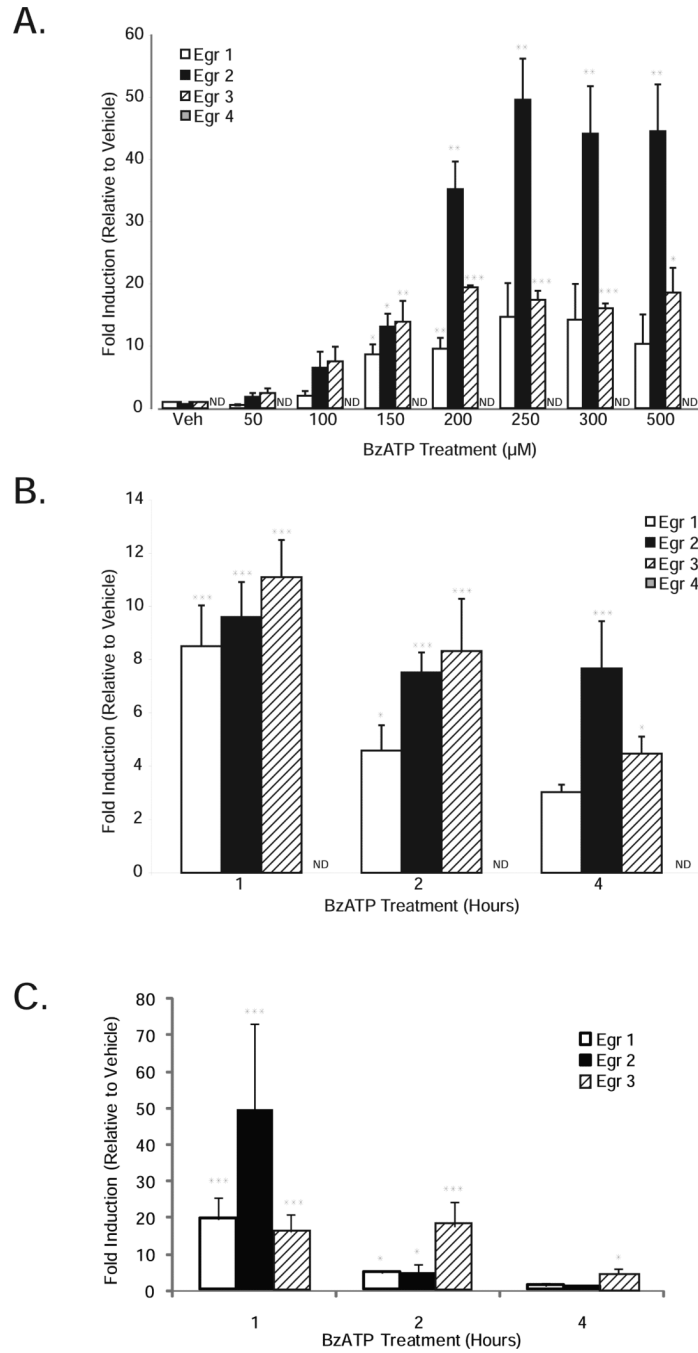 A.
Fold Induction (Relative to Vehicle)
60
50
40
30
20
10
0
Egr 1
Egr 2
Egr 3
Egr 4
** ** **
**
***
*** ***
*
* * **
**
ND ND ND ND ND ND ND ND
Veh 50 100 150 200 250 300 500
BzATP Treatment (µM)
B.
Fold Induction (Relative to Vehicle)
14
12
10
8
6
4
2
0
Egr 1
Egr 2
Egr 3
Egr 4
*** *** ***
* *** ***
*** *
ND ND ND
1 2 4
BzATP Treatment (Hours)
C.
Fold Induction (Relative to Vehicle)
80
70
60
50
40
30
20
10
0
Egr 1
Egr 2
Egr 3
*** *** ***
* * ***
*
1 2 4
BzATP Treatment (Hours)